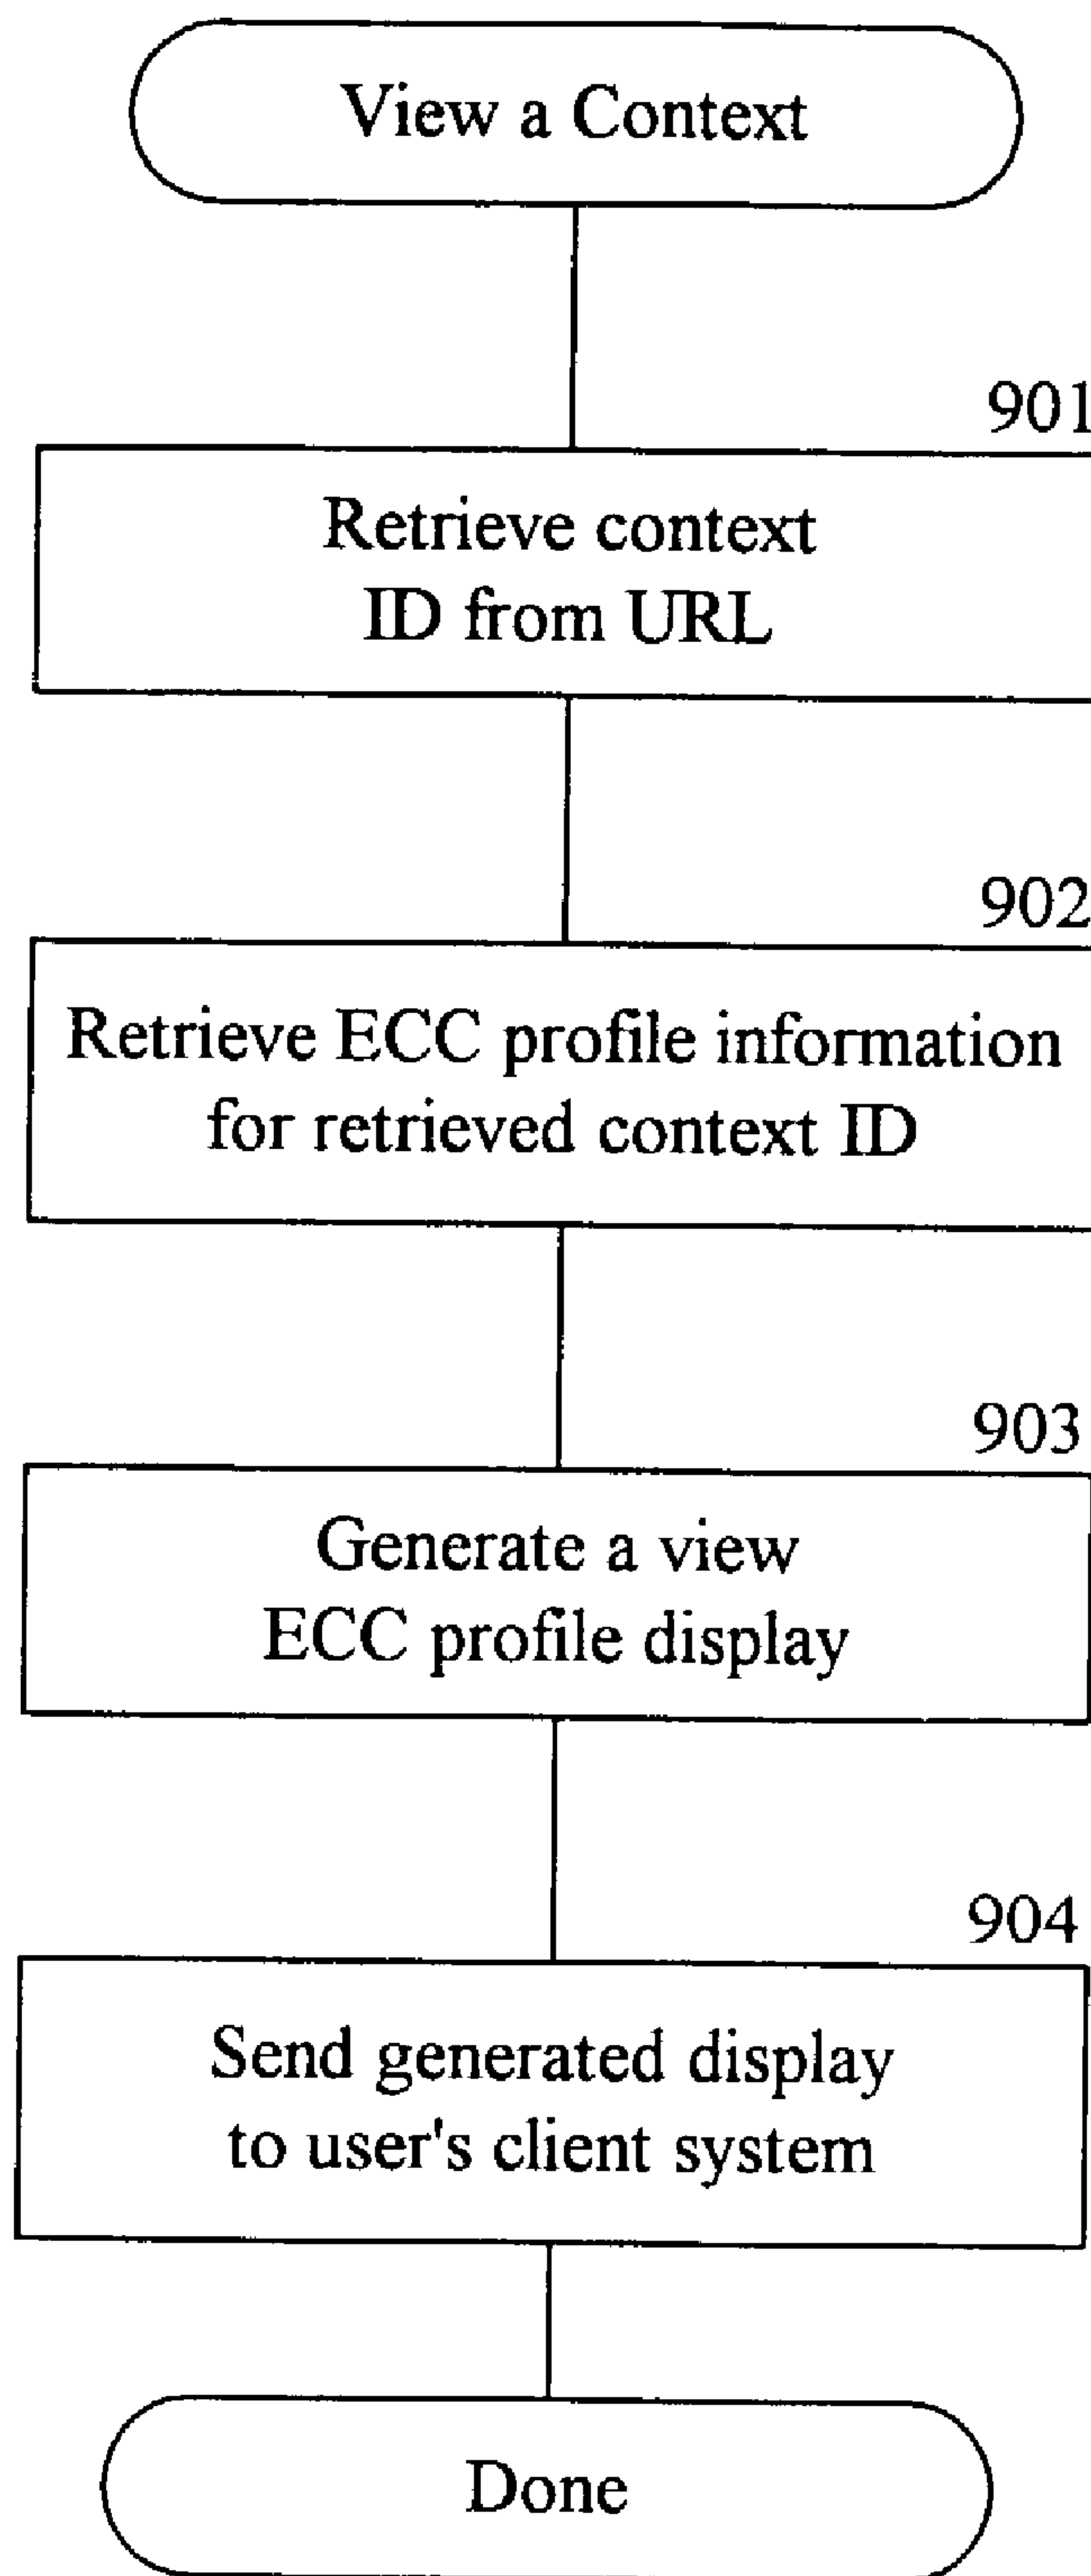 View a Context
901
Retrieve context
ID from URL
902
Retrieve ECC profile information
for retrieved context ID
903
Generate a view
ECC profile display
904
Send generated display
to user's client system
Done